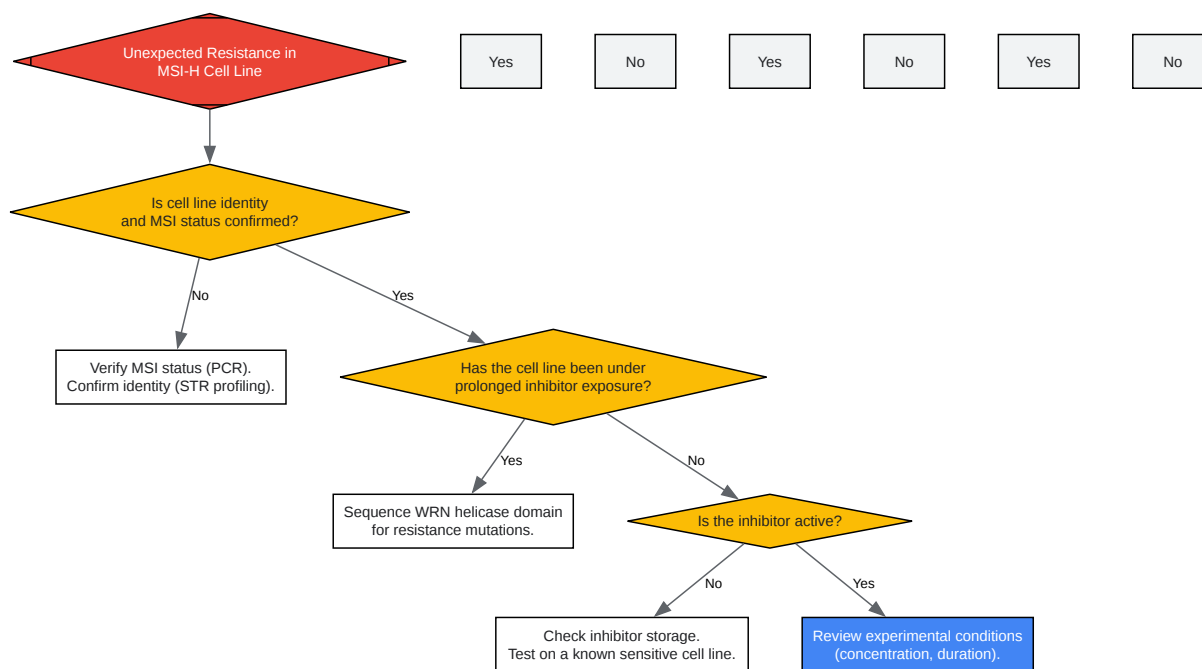 Unexpected Resistance in
MSI-H Cell Line
Yes
No
Yes
No
Yes
No
Is cell line identity
and MSI status confirmed?
No
Yes
Verify MSI status (PCR).
Confirm identity (STR profiling).
Has the cell line been under
prolonged inhibitor exposure?
Yes
No
Sequence WRN helicase domain
for resistance mutations.
Is the inhibitor active?
No
Yes
Check inhibitor storage.
Test on a known sensitive cell line.
Review experimental conditions
(concentration, duration).